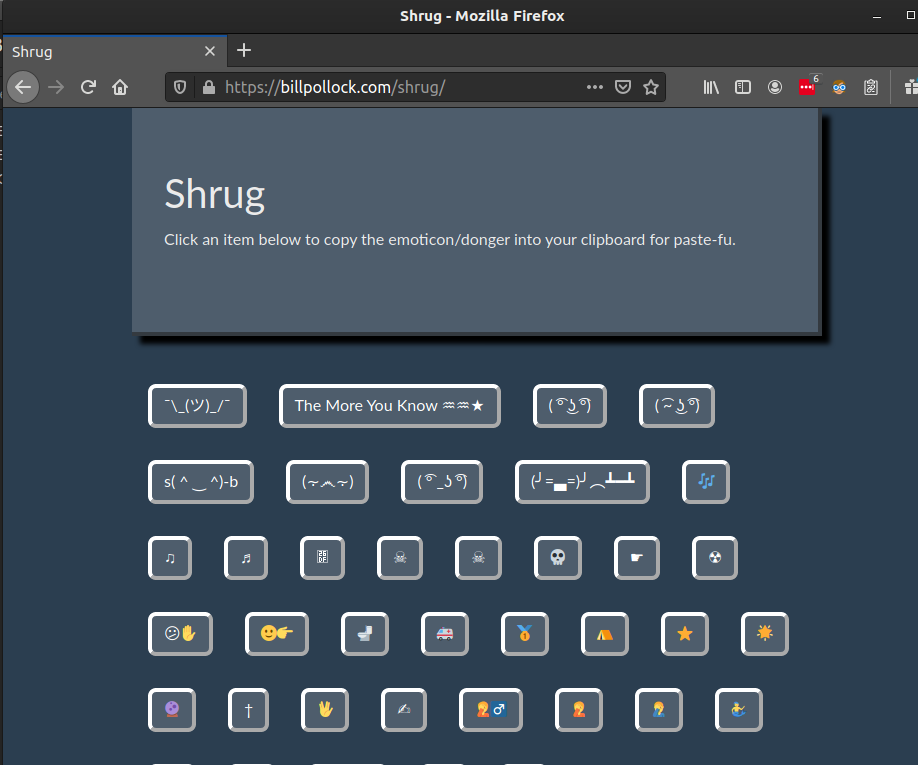 Shrug - Mozilla Firefox
Shrug
https://billpollock.com/shrug/
6
Shrug
Click an item below to copy the emoticon/donger into your clipboard for paste-fu.
¯\_(ツ)_/¯ The More You Know ♒♒★ ( ͡° ͜ʖ ͡°) ( ͡~ ͜ʖ ͡°)
s( ^ ‿ ^)-b ( ͡° _ʖ ͡°) (╯=▃=)╯︵┻━┻ 🎶
♫ ♬ ☠ ☠ 💀 ☛ ☢
😕✋ 🙂👉 🚽 🚑 🥇 ⛺ ⭐ ☀
🔮 † 🖖 ✍ 🤦♂ 🤦 🤦‍♂️ 🤽‍♂️